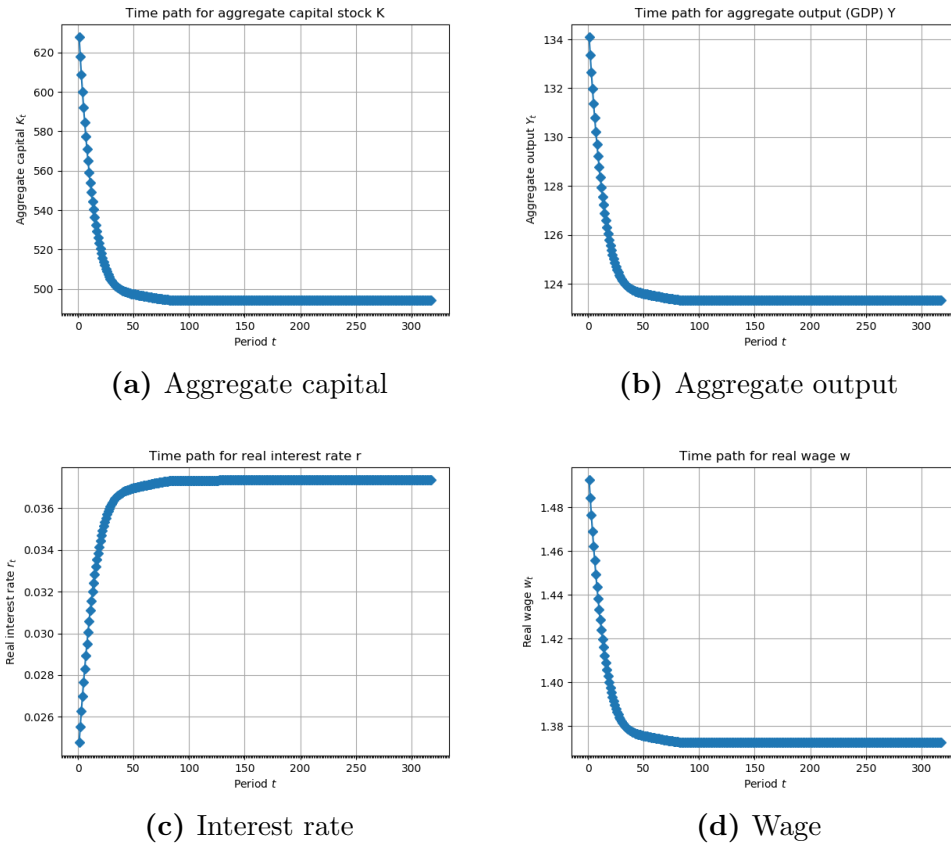 Time path for aggregate capital stock K
Aggregate capital K_t
620
600
580
560
540
520
500
0 50 100 150 200 250 300
Period t
(a) Aggregate capital
Time path for aggregate output (GDP) Y
Aggregate output Y_t
134
132
130
128
126
124
0 50 100 150 200 250 300
Period t
(b) Aggregate output
Time path for real interest rate r
Real interest rate r_t
0.036
0.034
0.032
0.030
0.028
0.026
0 50 100 150 200 250 300
Period t
(c) Interest rate
Time path for real wage w
Real wage w_t
1.48
1.46
1.44
1.42
1.40
1.38
0 50 100 150 200 250 300
Period t
(d) Wage